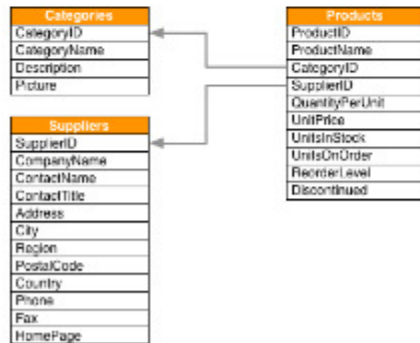 Categories
CategoryID
CategoryName
Description
Picture
Suppliers
SupplierID
CompanyName
ContactName
ContactTitle
Address
City
Region
PostalCode
Country
Phone
Fax
HomePage
Products
ProductID
ProductName
CategoryID
SupplierID
QuantityPerUnit
UnitPrice
UnitsInStock
UnitsOnOrder
ReorderLevel
Discontinued